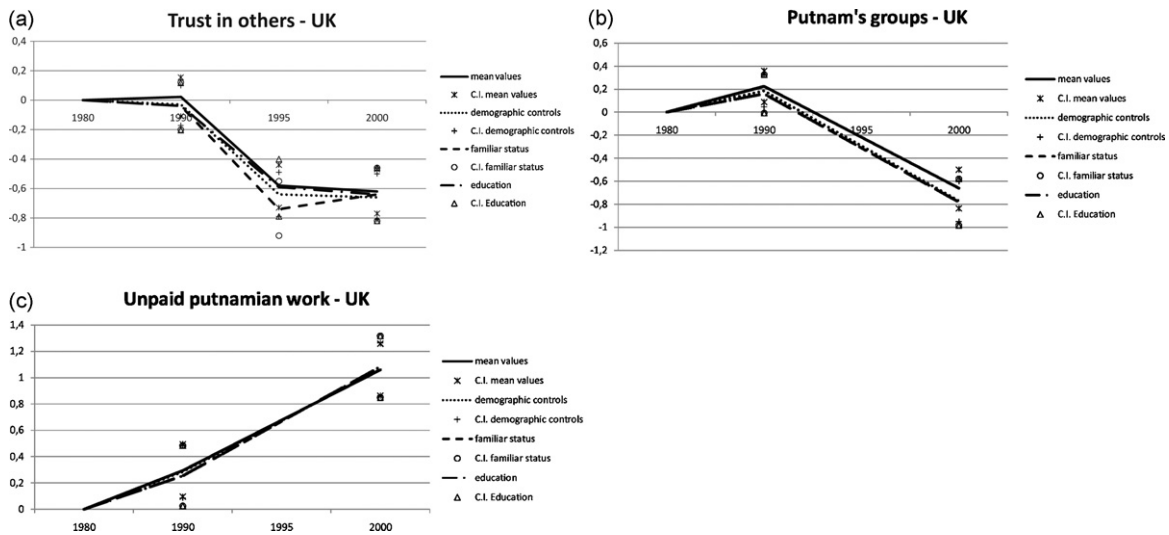 (a)
Trust in others - UK
0,4
0,2
0
-0,2
-0,4
-0,6
-0,8
-1
1980
1990
1995
2000
mean values
C.I. mean values
demographic controls
C.I. demographic controls
familiar status
C.I. familiar status
education
C.I. Education
(b)
Putnam's groups - UK
0,6
0,4
0,2
0
-0,2
-0,4
-0,6
-0,8
-1
-1,2
1980
1990
1995
2000
mean values
C.I. mean values
demographic controls
C.I. demographic controls
familiar status
C.I. familiar status
education
C.I. Education
(c)
Unpaid putnamian work - UK
1,4
1,2
1
0,8
0,6
0,4
0,2
0
1980
1990
1995
2000
mean values
C.I. mean values
demographic controls
C.I. demographic controls
familiar status
C.I. familiar status
education
C.I. Education